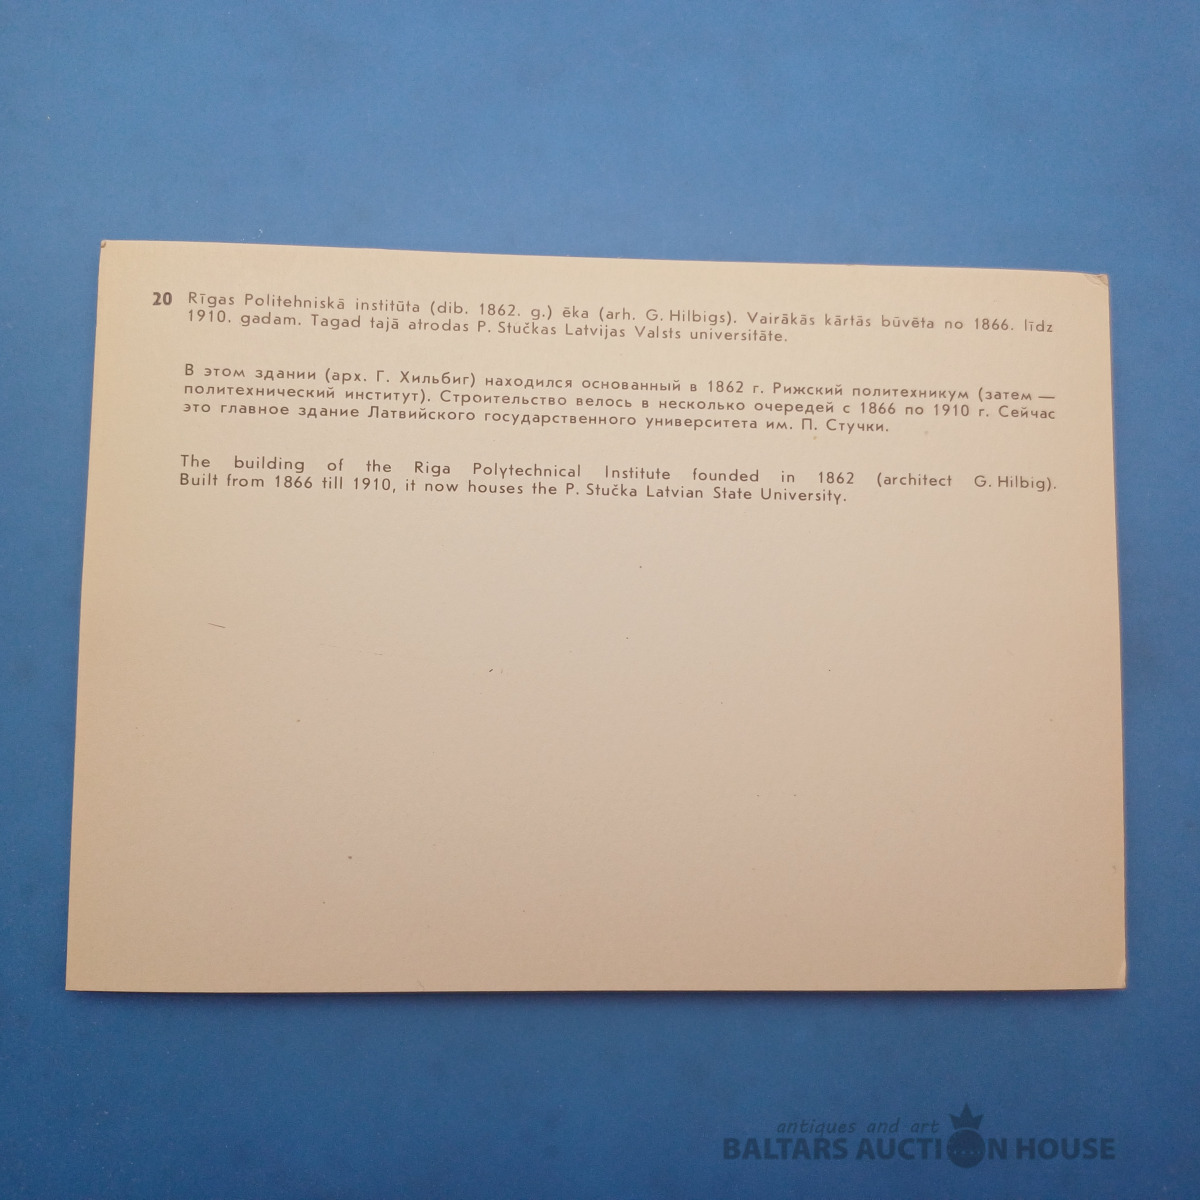 20 Rīgas Politehniskā institūta (dib. 1862. g.) ēka (arh. G. Hilbigs). Vairākās kārtās būvēta no 1866. līdz
1910. gadam. Tagad tajā atrodas P. Stučkas Latvijas Valsts universitāte.
В этом здании (арх. Г. Хильбиг) находился основанный в 1862 г. Рижский политехникум (затем —
политехнический институт). Строительство велось в несколько очередей с 1866 по 1910 г. Сейчас
это главное здание Латвийского государственного университета им. П. Стучки.
The building of the Riga Polytechnical Institute founded in 1862 (architect G. Hilbig).
Built from 1866 till 1910, it now houses the P. Stučka Latvian State University.
antiques and art
BALTARS AUCTION HOUSE